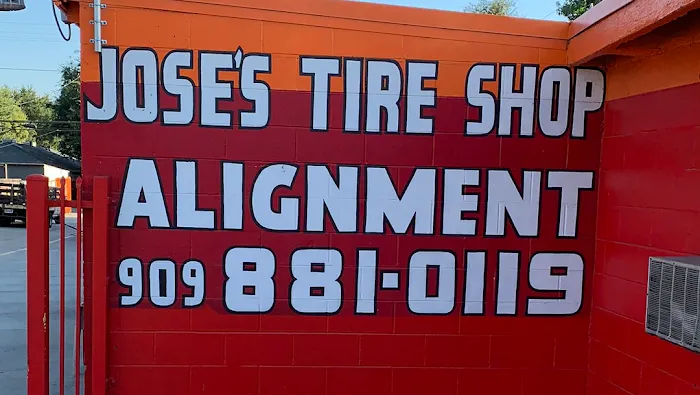 JOSE'S TIRE SHOP
ALIGNMENT
909 881-0119